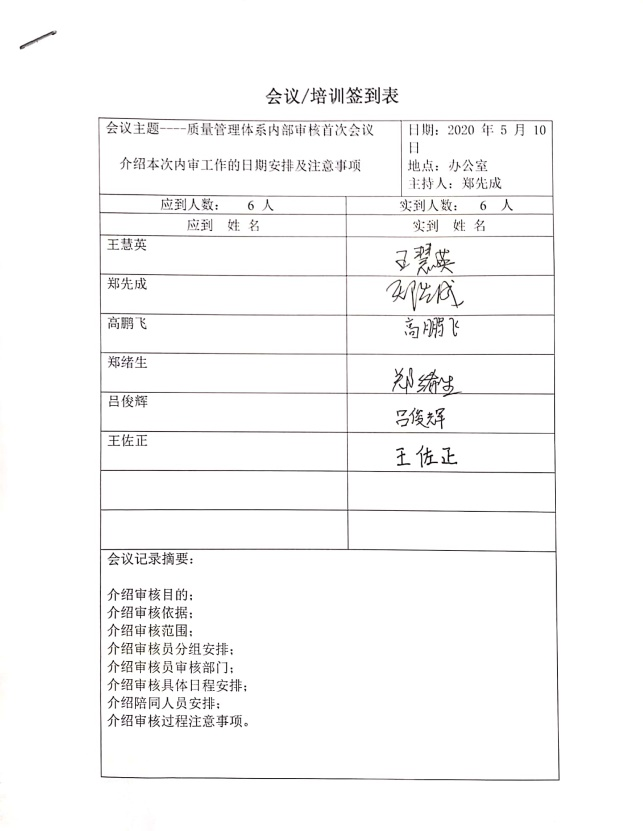 会议/培训签到表
会议主题----质量管理体系内部审核首次会议
介绍本次内审工作的日期安排及注意事项
日期：2020 年 5 月 10
日
地点：办公室
主持人：郑先成
应到人数： 6 人
实到人数： 6 人
应到 姓 名
实到 姓 名
王慧英
王慧英
郑先成
郑先成
高鹏飞
高鹏飞
郑绪生
郑绪生
吕俊辉
吕俊辉
王佐正
王佐正
会议记录摘要：
介绍审核目的；
介绍审核依据；
介绍审核范围；
介绍审核员分组安排；
介绍审核员审核部门；
介绍审核具体日程安排；
介绍陪同人员安排；
介绍审核过程注意事项。